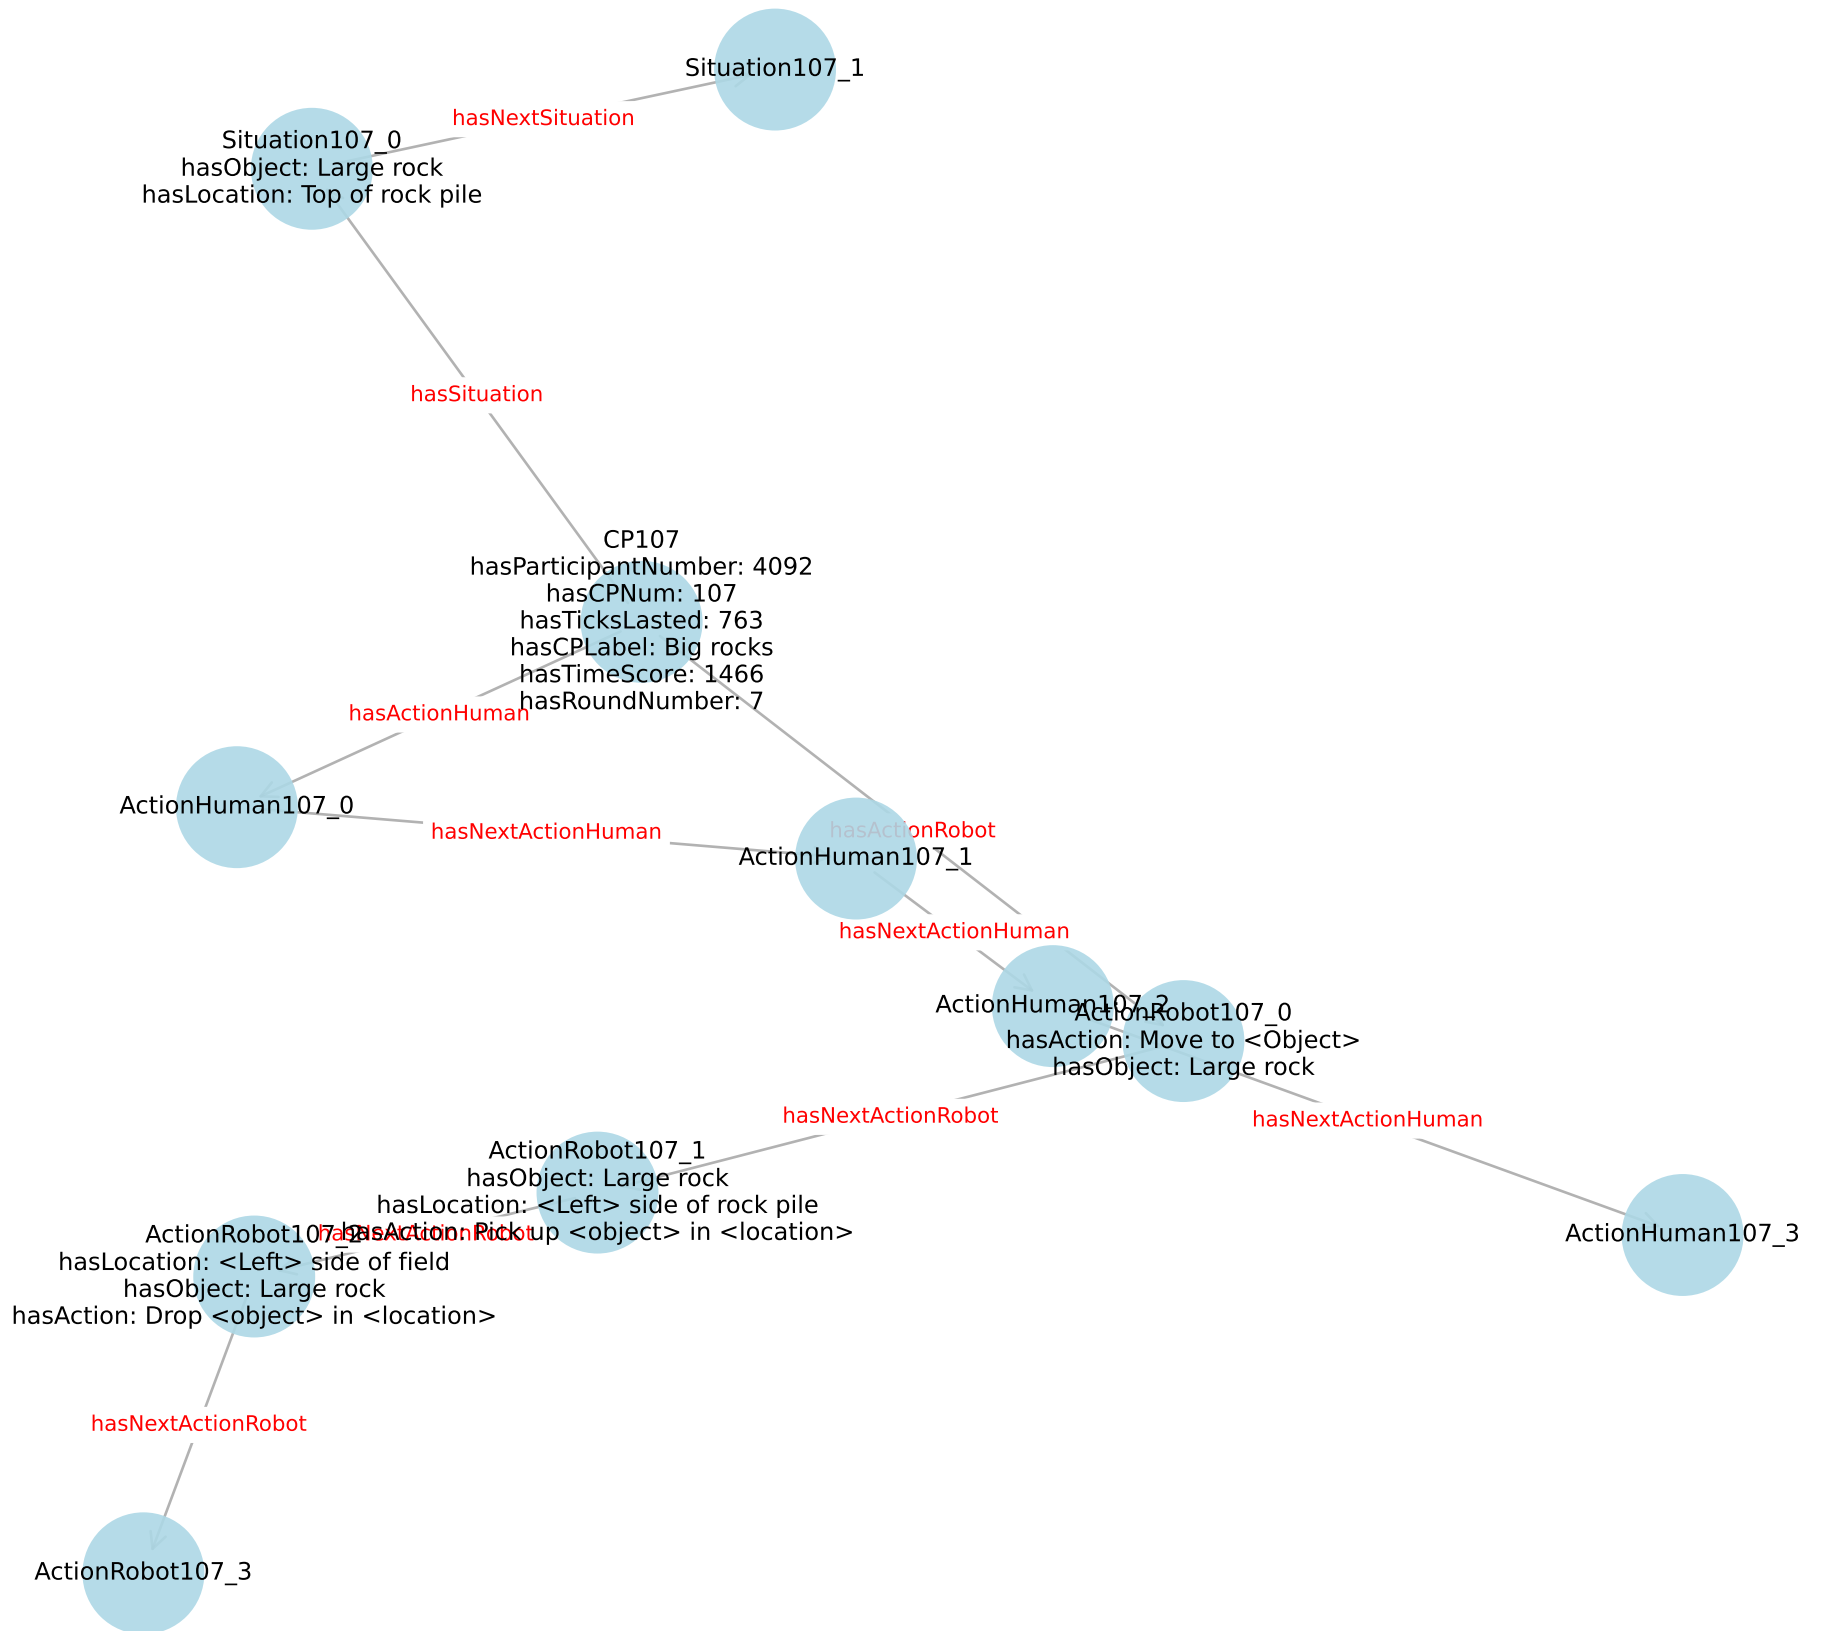 Situation107_1
hasNextSituation
Situation107_0
hasObject: Large rock
hasLocation: Top of rock pile
hasSituation
CP107
hasParticipantNumber: 4092
hasCPNum: 107
hasTicksLasted: 763
hasCPLabel: Big rocks
hasTimeScore: 1466
hasRoundNumber: 7
hasActionHuman
ActionHuman107_0
hasNextActionHuman
hasActionRobot
ActionHuman107_1
hasNextActionHuman
ActionHuman107_2
ActionRobot107_0
hasAction: Move to <Object>
hasObject: Large rock
hasNextActionRobot
hasNextActionHuman
ActionRobot107_1
hasObject: Large rock
hasLocation: <Left> side of rock pile
hasAction: Pick up <object> in <location>
hasNextActionRobot
ActionHuman107_3
ActionRobot107_2
hasLocation: <Left> side of field
hasObject: Large rock
hasAction: Drop <object> in <location>
hasNextActionRobot
ActionRobot107_3